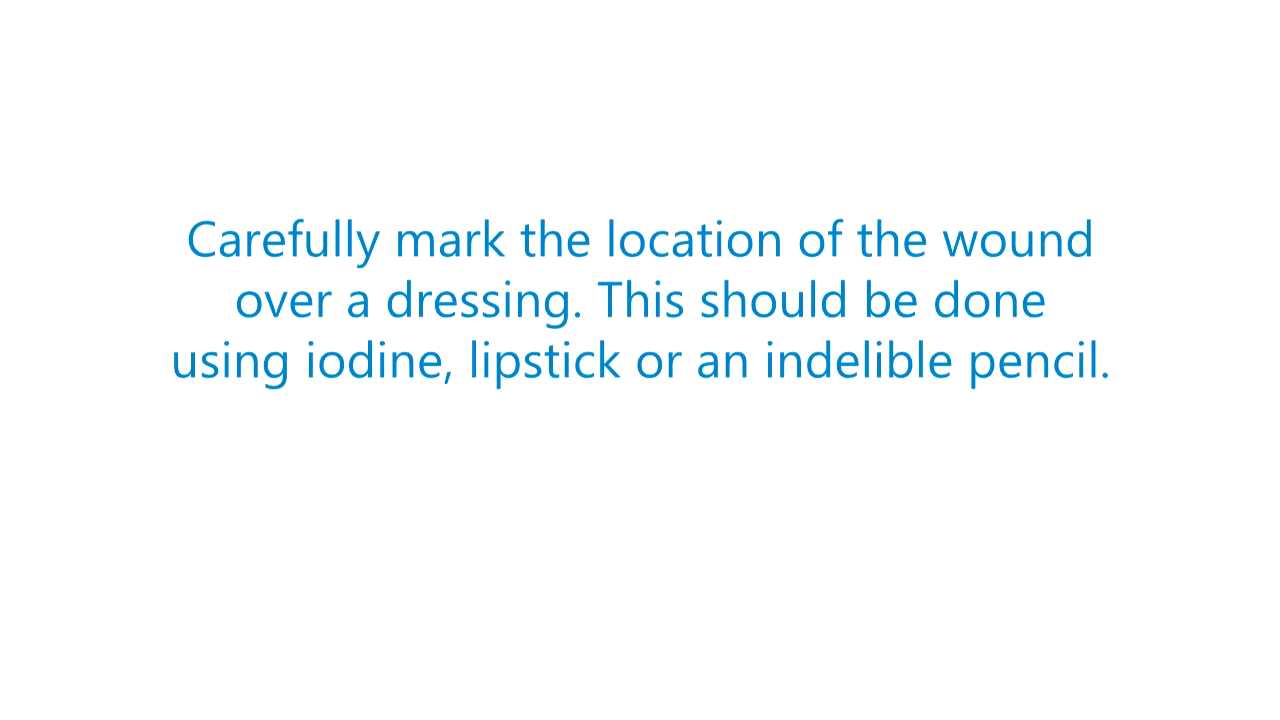 Carefully mark the location of the wound
over a dressing. This should be done
using iodine, lipstick or an indelible pencil.